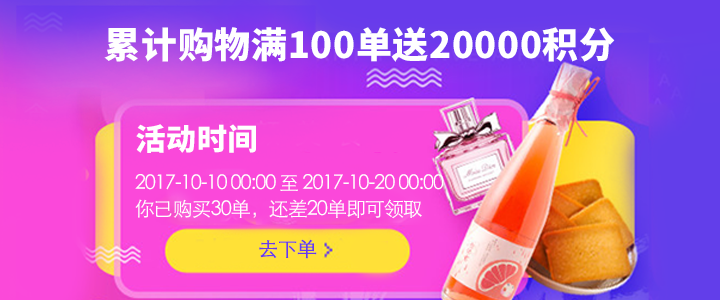 累计购物满100单送20000积分
活动时间
2017-10-10 00:00 至 2017-10-20 00:00
你已购买30单，还差20单即可领取
去下单
Miss Dior